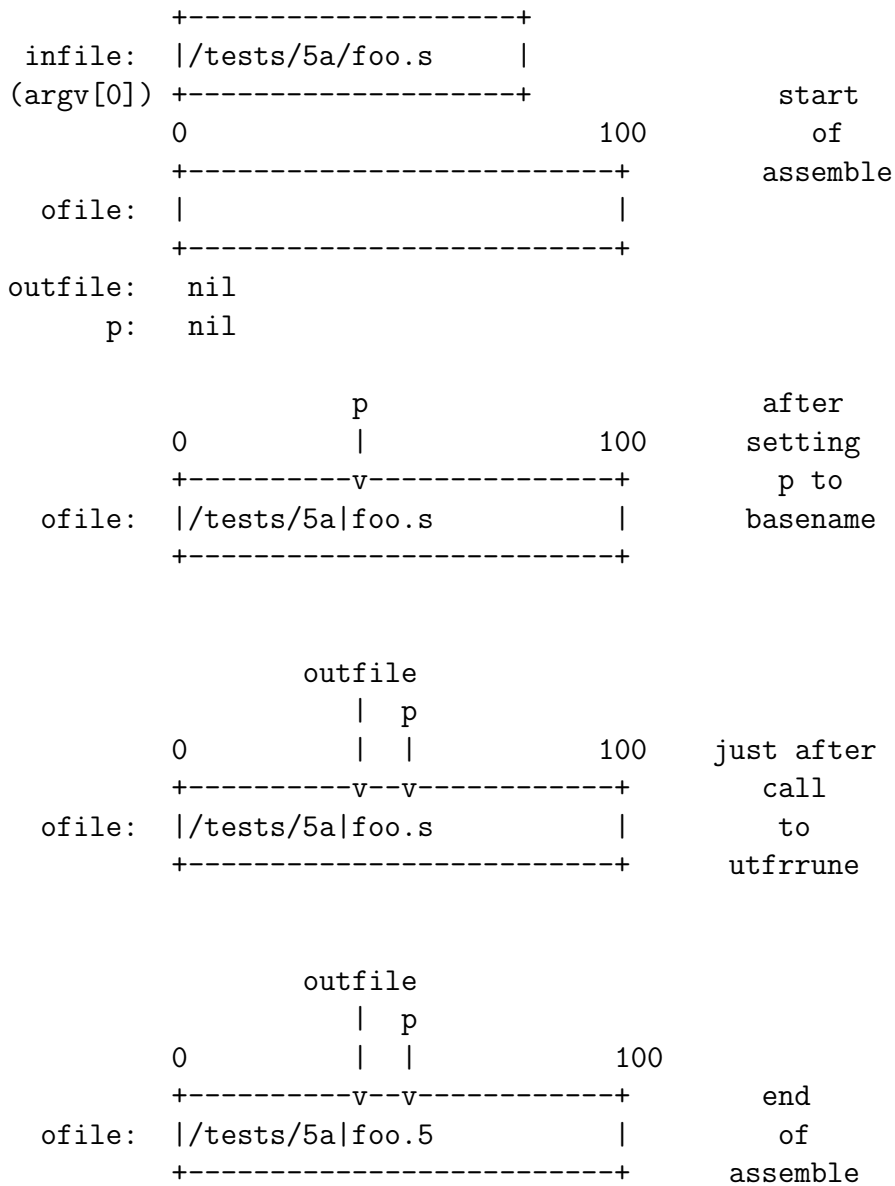 +--------------------+
 infile:   |/tests/5a/foo.s     |
(argv[0])  +--------------------+               start
           0                        100          of
           +-------------------------+        assemble
  ofile:   |                         |
           +-------------------------+
outfile:    nil
      p:    nil

                     p                        after
           0         |              100      setting
           +----------v--------------+         p to
  ofile:   |/tests/5a|foo.s          |       basename
           +-------------------------+

                  outfile
                     |  p
           0         |  |           100     just after
           +----------v--v-----------+         call
  ofile:   |/tests/5a|foo.s          |          to
           +-------------------------+       utfrrune

                  outfile
                     |  p
           0         |  |            100
           +----------v--v-----------+         end
  ofile:   |/tests/5a|foo.5          |          of
           +-------------------------+       assemble